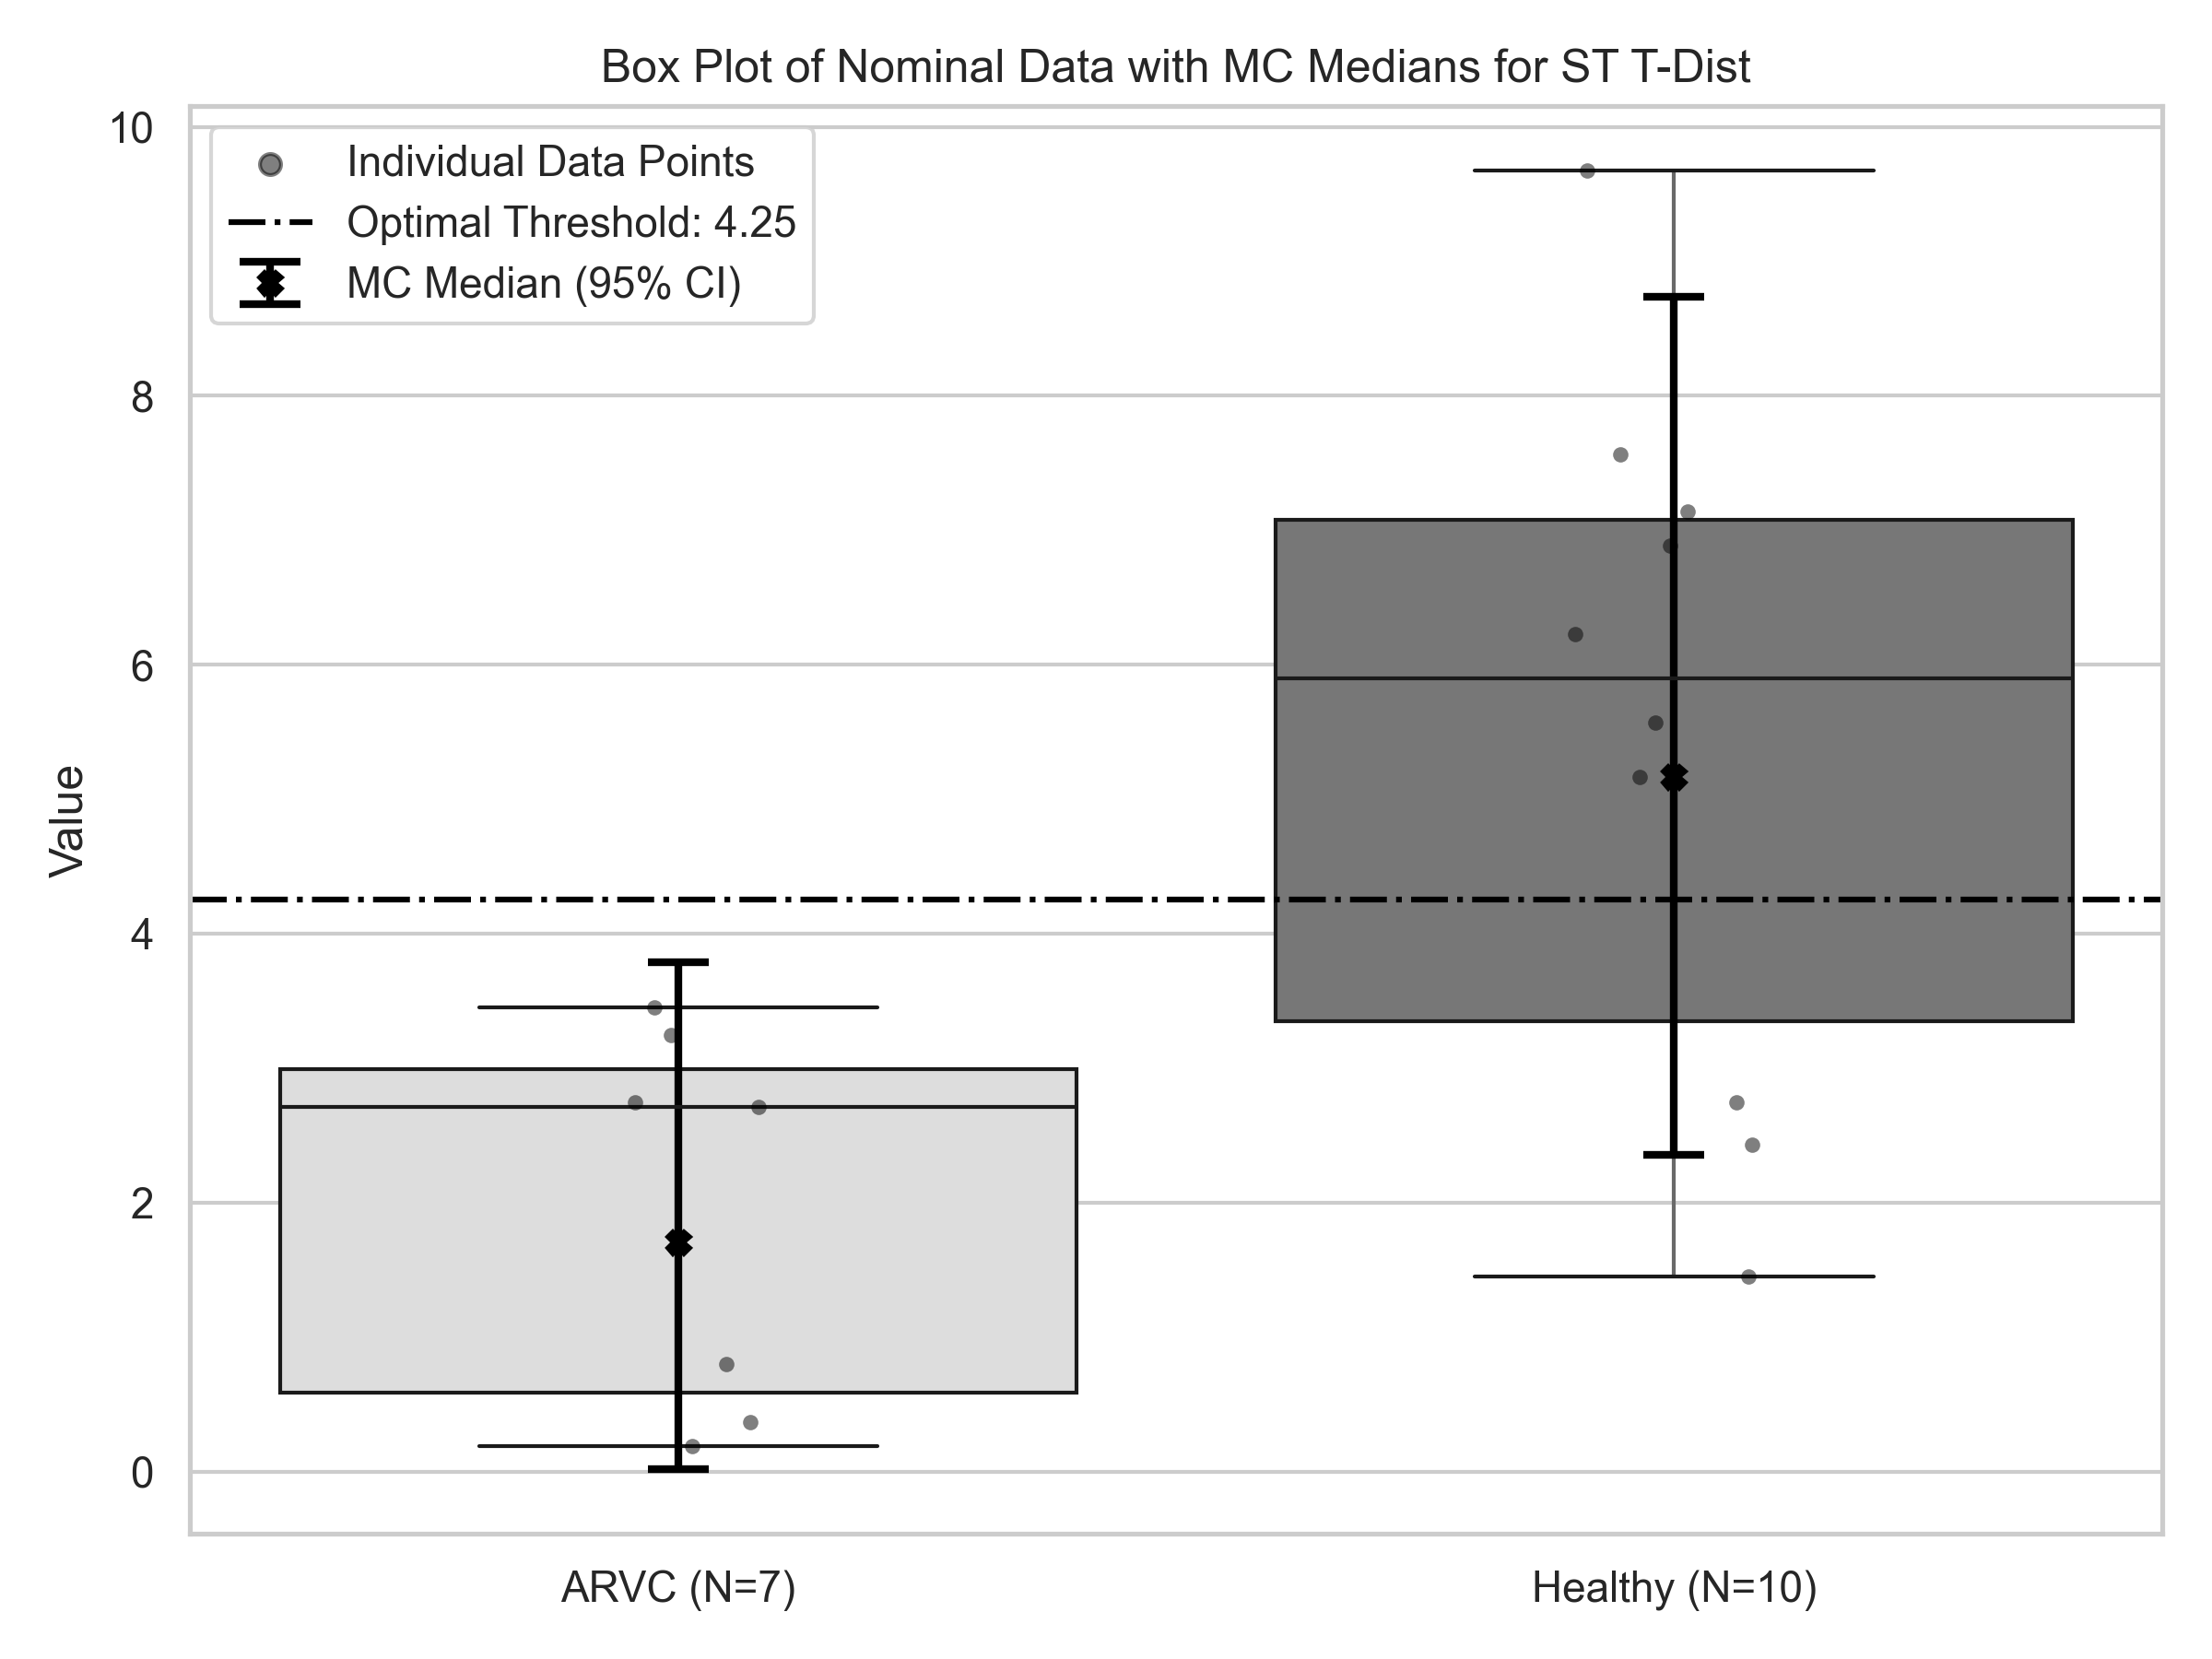 Box Plot of Nominal Data with MC Medians for ST T-Dist
Individual Data Points
Optimal Threshold: 4.25
MC Median (95% CI)
Value
10
8
6
4
2
0
ARVC (N=7)
Healthy (N=10)